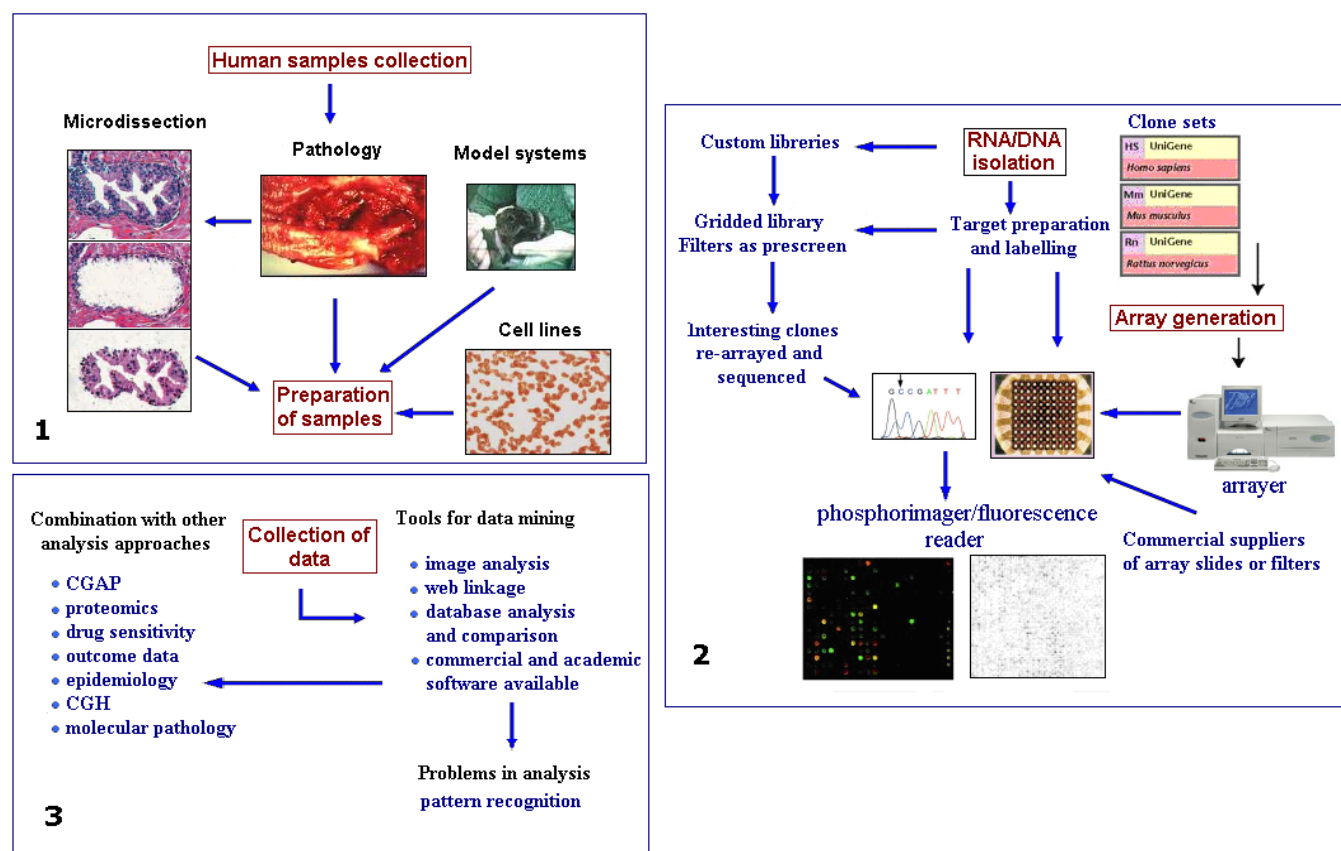 Human samples collection
Microdissection
Pathology
Model systems
Cell lines
Preparation
of samples
1
Custom libreries
RNA/DNA
isolation
Clone sets
HS UniGene
Homo sapiens
Mm UniGene
Mus musculus
Rn UniGene
Rattus norvegicus
Gridded library
Filters as prescreen
Target preparation
and labelling
Array generation
Interesting clones
re-arrayed and
sequenced
G C C G A T T T
arrayer
phosphorimager/fluorescence
reader
Commercial suppliers
of array slides or filters
2
Combination with other
analysis approaches
CGAP
proteomics
drug sensitivity
outcome data
epidemiology
CGH
molecular pathology
Collection of
data
Tools for data mining
image analysis
web linkage
database analysis
and comparison
commercial and academic
software available
Problems in analysis
pattern recognition
3